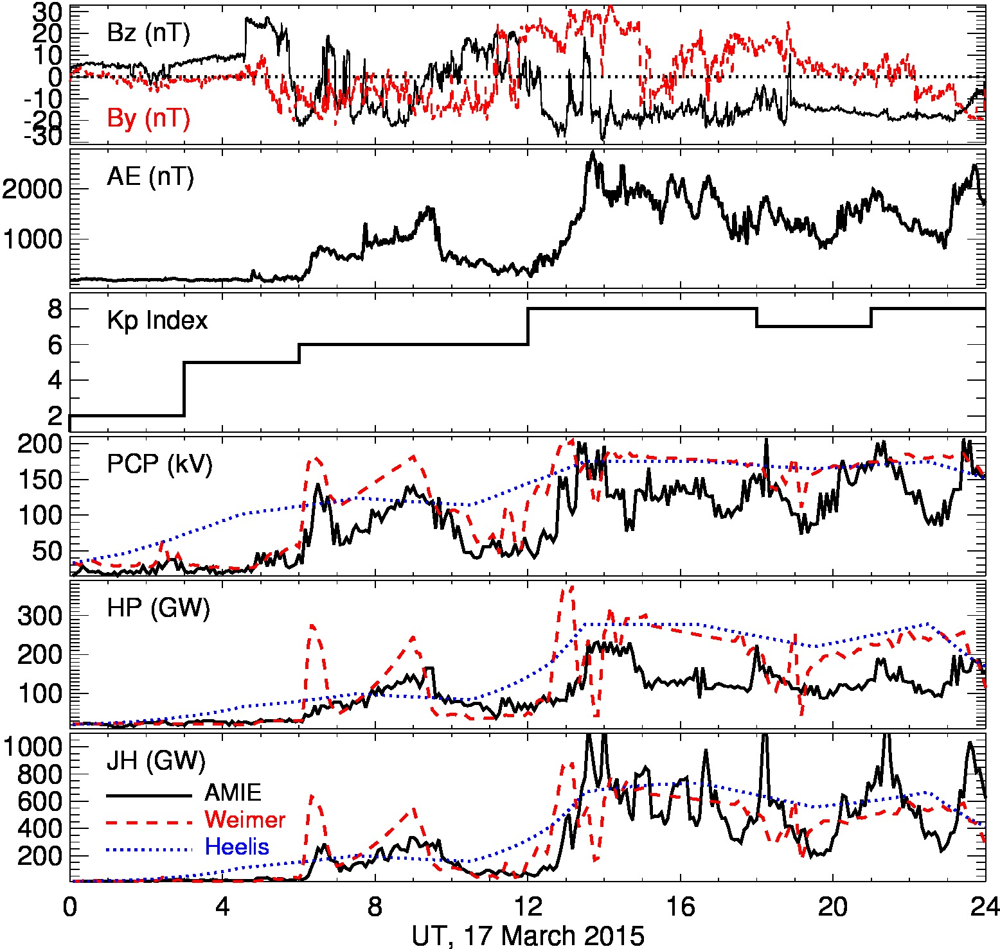 30
20
10
0
-10
-20
-30
Bz (nT)
By (nT)
2000
1000
AE (nT)
8
6
4
2
Kp Index
200
150
100
50
PCP (kV)
300
200
100
HP (GW)
1000
800
600
400
200
JH (GW)
AMIE
Weimer
Heelis
0 4 8 12 16 20 24
UT, 17 March 2015